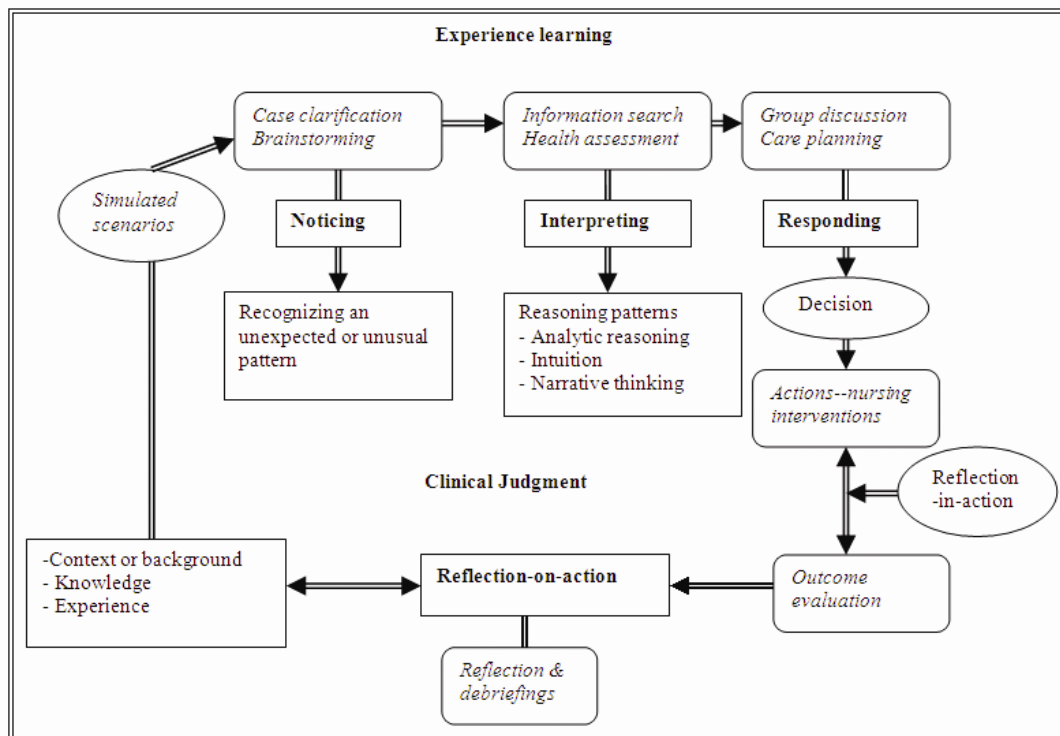 Experience learning
Case clarification
Brainstorming
Information search
Health assessment
Group discussion
Care planning
Simulated
scenarios
Noticing
Interpreting
Responding
Recognizing an
unexpected or unusual
pattern
Reasoning patterns
- Analytic reasoning
- Intuition
- Narrative thinking
Decision
Actions--nursing
interventions
Clinical Judgment
Reflection
-in-action
-Context or background
- Knowledge
- Experience
Reflection-on-action
Outcome
evaluation
Reflection &
debriefings